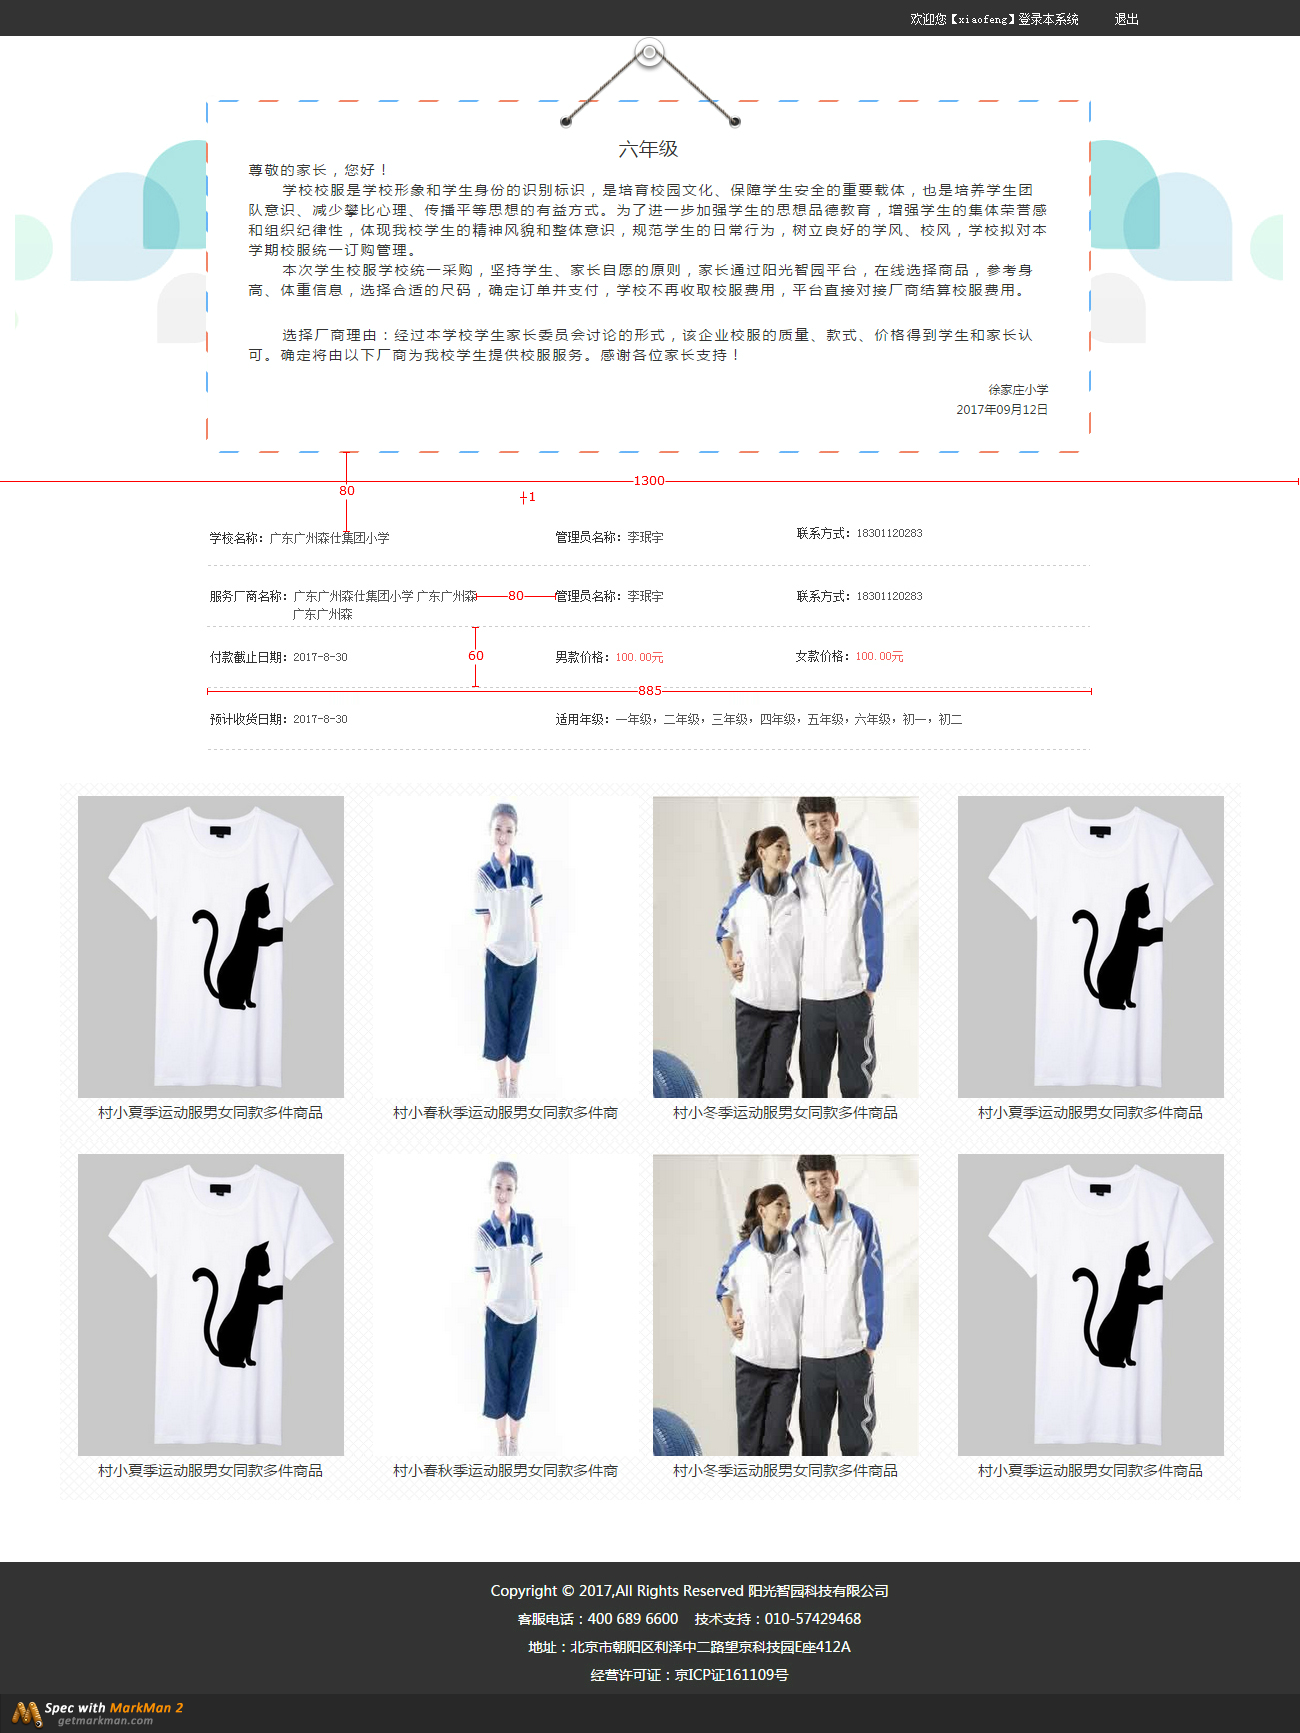 欢迎您【xiaofeng】登录本系统 退出
六年级
尊敬的家长，您好！
学校校服是学校形象和学生身份的识别标识，是培育校园文化、保障学生安全的重要载体，也是培养学生团
队意识、减少攀比心理、传播平等思想的有益方式。为了进一步加强学生的思想品德教育，增强学生的集体荣誉感
和组织纪律性，体现我校学生的精神风貌和整体意识，规范学生的日常行为，树立良好的学风、校风，学校拟对本
学期校服统一订购管理。
本次学生校服学校统一采购，坚持学生、家长自愿的原则，家长通过阳光智园平台，在线选择商品，参考身
高、体重信息，选择合适的尺码，确定订单并支付，学校不再收取校服费用，平台直接对接厂商结算校服费用。
选择厂商理由：经过本学校学生家长委员会讨论的形式，该企业校服的质量、款式、价格得到学生和家长认
可。确定将由以下厂商为我校学生提供校服服务。感谢各位家长支持！
徐家庄小学
2017年09月12日
1300
80
1
学校名称：广东广州森仕集团小学 管理员名称：李珉宇 联系方式：18301120283
服务厂商名称：广东广州森仕集团小学 广东广州森 80 管理员名称：李珉宇 联系方式：18301120283
广东广州森
付款截止日期：2017-8-30 60 男款价格：100.00元 女款价格：100.00元
885
预计收货日期：2017-8-30 适用年级：一年级，二年级，三年级，四年级，五年级，六年级，初一，初二
村小夏季运动服男女同款多件商品 村小春秋季运动服男女同款多件商 村小冬季运动服男女同款多件商品 村小夏季运动服男女同款多件商品
村小夏季运动服男女同款多件商品 村小春秋季运动服男女同款多件商 村小冬季运动服男女同款多件商品 村小夏季运动服男女同款多件商品
Copyright © 2017,All Rights Reserved 阳光智园科技有限公司
客服电话：400 689 6600 技术支持：010-57429468
地址：北京市朝阳区利泽中二路望京科技园E座412A
经营许可证：京ICP证161109号
Spec with MarkMan 2
getmarkman.com